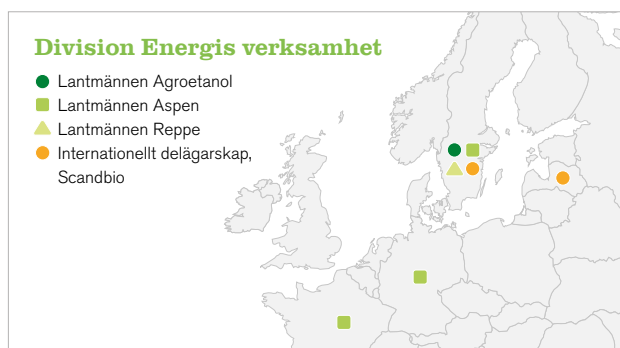 Division Energis verksamhet
Lantmännen Agroetanol
Lantmännen Aspen
Lantmännen Reppe
Internationellt delägarskap,
Scandbio